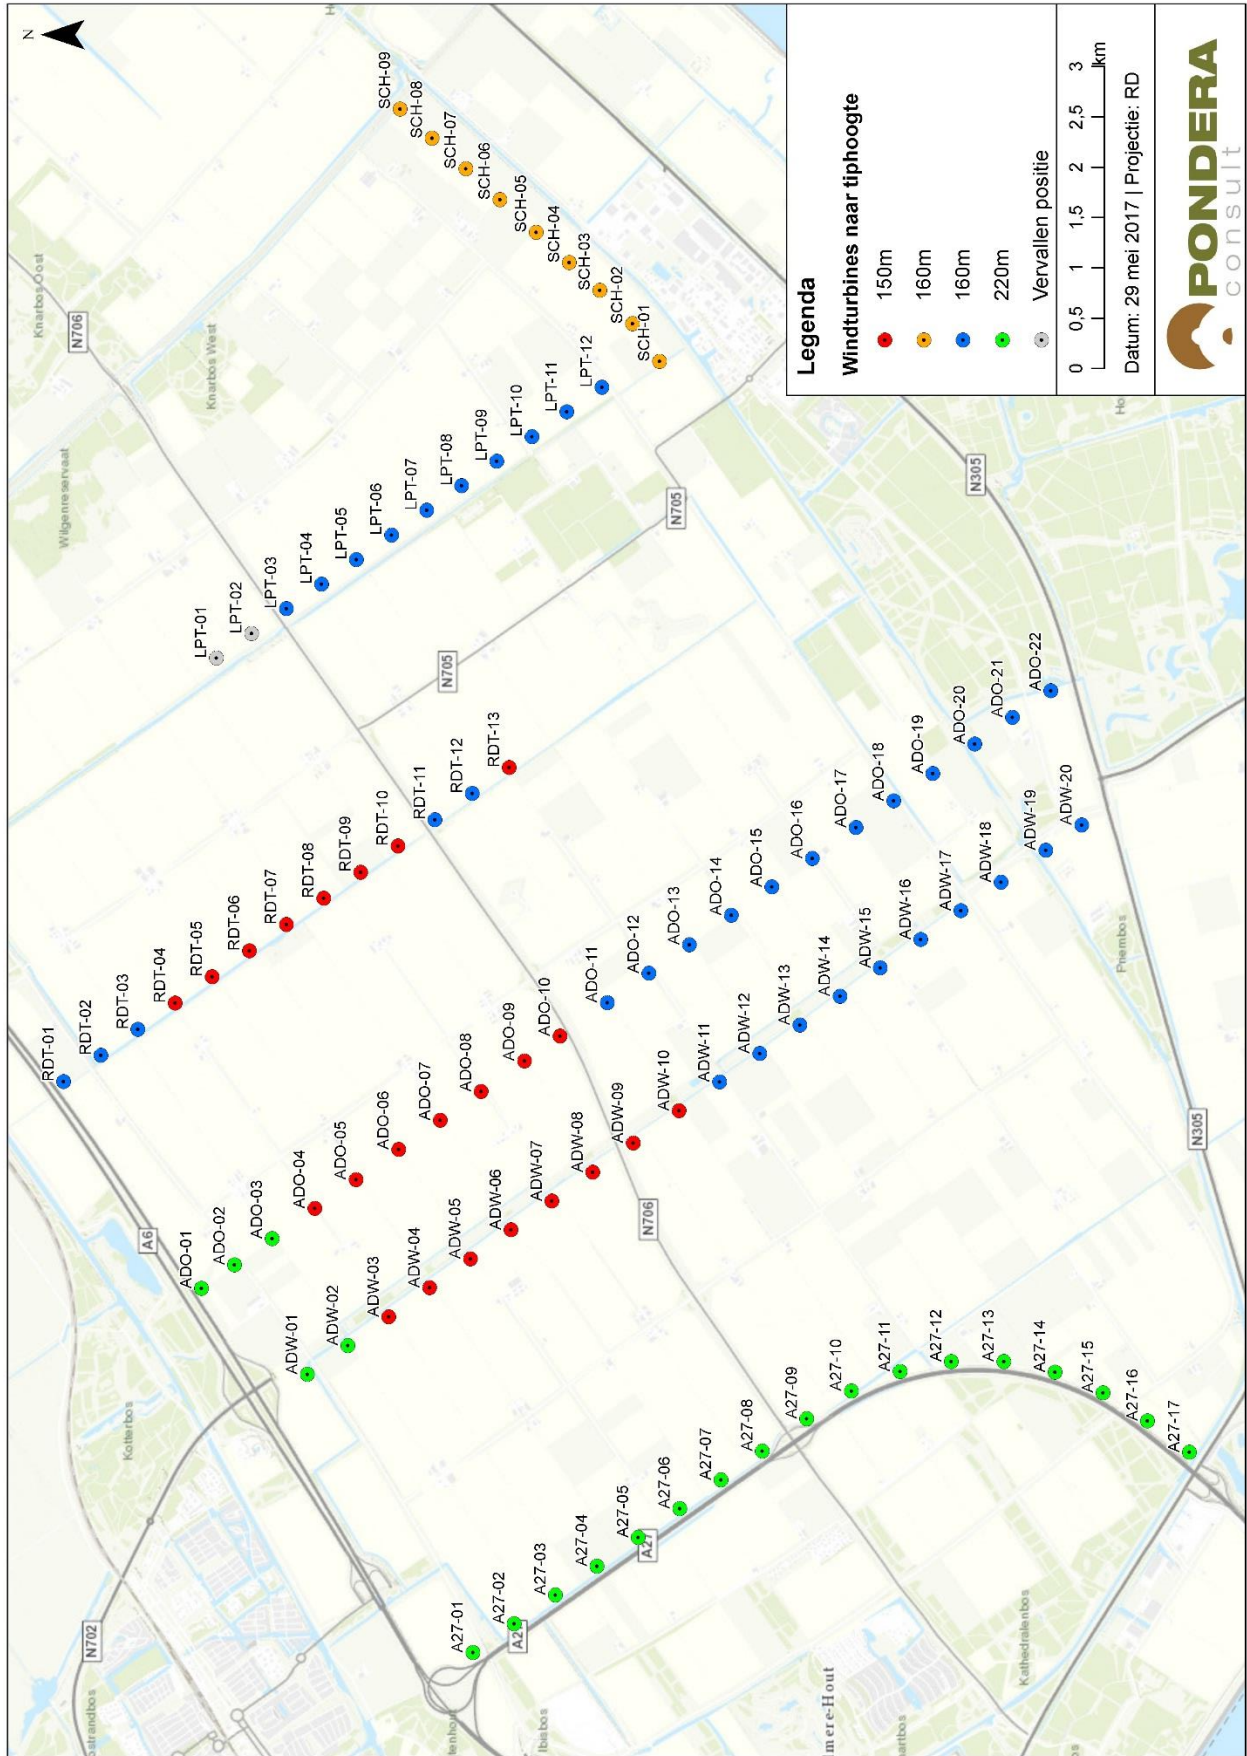 N
Knarbos Oost
N706
Knarbos West
Wilgenreservaat
SCH-09
SCH-08
SCH-07
SCH-06
SCH-05
SCH-04
SCH-03
SCH-02
SCH-01
LPT-01
LPT-02
LPT-03
LPT-04
LPT-05
LPT-06
LPT-07
LPT-08
LPT-09
LPT-10
LPT-11
LPT-12
N705
N705
N305
RDT-01
RDT-02
RDT-03
RDT-04
RDT-05
RDT-06
RDT-07
RDT-08
RDT-09
RDT-10
RDT-11
RDT-12
RDT-13
A6
ADO-01
ADO-02
ADO-03
ADO-04
ADO-05
ADO-06
ADO-07
ADO-08
ADO-09
ADO-10
ADO-11
ADO-12
ADO-13
ADO-14
ADO-15
ADO-16
ADO-17
ADO-18
ADO-19
ADO-20
ADO-21
ADO-22
ADW-01
ADW-02
ADW-03
ADW-04
ADW-05
ADW-06
ADW-07
ADW-08
ADW-09
ADW-10
ADW-11
ADW-12
ADW-13
ADW-14
ADW-15
ADW-16
ADW-17
ADW-18
ADW-19
ADW-20
Priembos
N706
N305
Kotterbos
N702
A27-01
A27-02
A27-03
A27-04
A27-05
A27-06
A27-07
A27-08
A27-09
A27-10
A27-11
A27-12
A27-13
A27-14
A27-15
A27-16
A27-17
A27
A27
ostrandbos
tenhout
Ibisbos
mere-Hout
artbos
Kathedralenbos
Ho
Legenda
Windturbines naar tiphoogte
150m
160m
160m
220m
Vervallen positie
0 0,5 1 1,5 2 2,5 3
km
Datum: 29 mei 2017 | Projectie: RD
PONDERA
consult